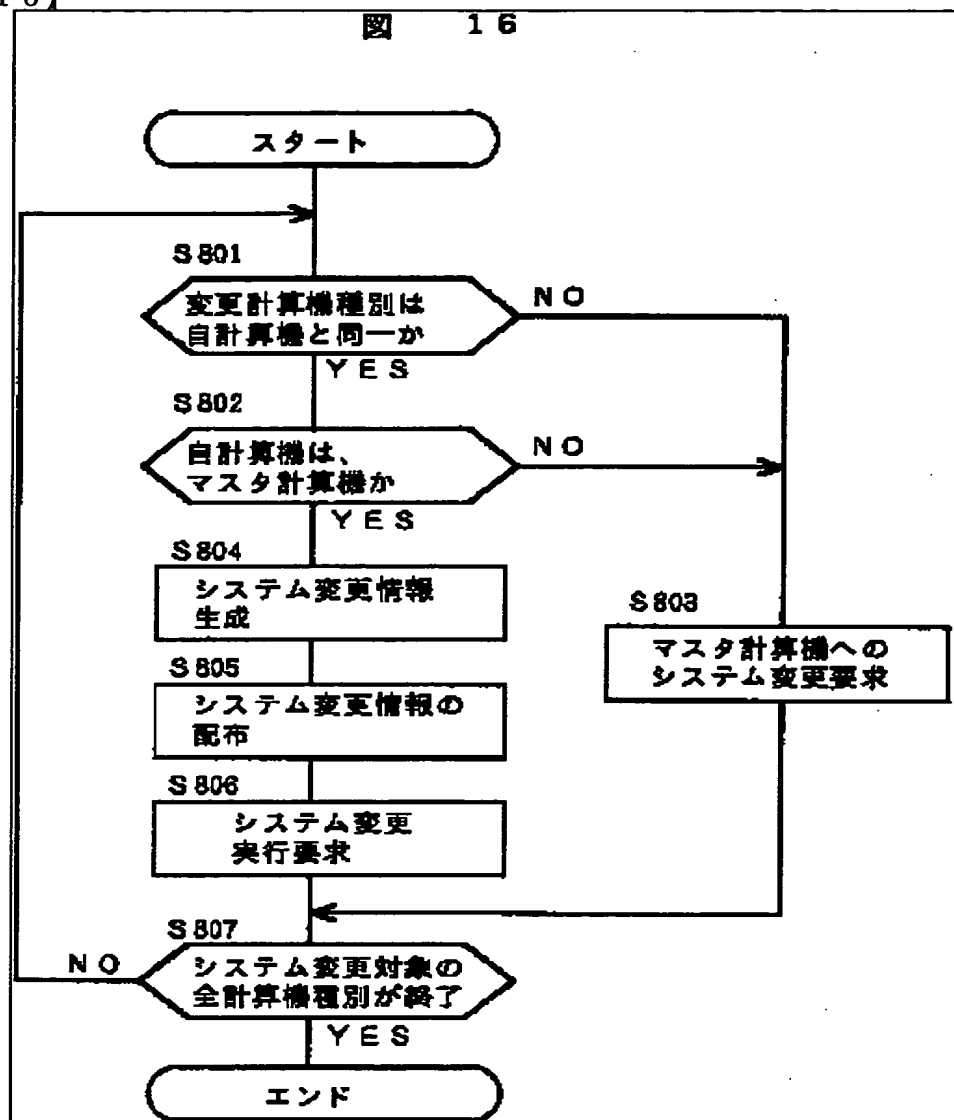 図 16
スタート
S801
変更計算機種別は
自計算機と同一か
NO
YES
S802
自計算機は、
マスタ計算機か
NO
YES
S804
システム変更情報
生成
S803
マスタ計算機への
システム変更要求
S805
システム変更情報の
配布
S806
システム変更
実行要求
S807
NO
システム変更対象の
全計算機種別が終了
YES
エンド